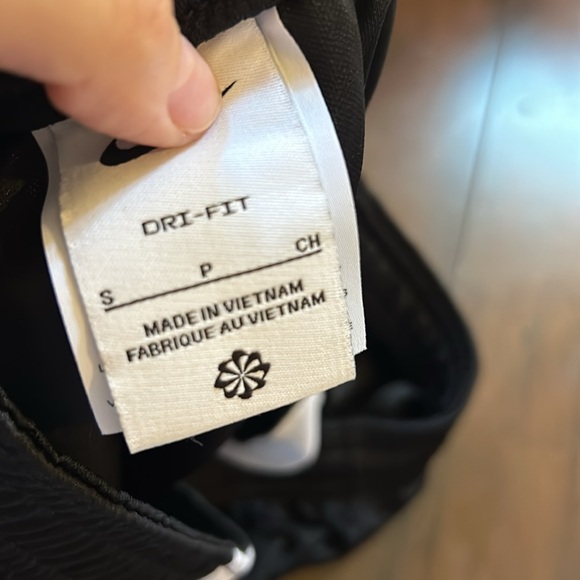 DRI-FIT
S P CH
MADE IN VIETNAM
FABRIQUE AU VIETNAM